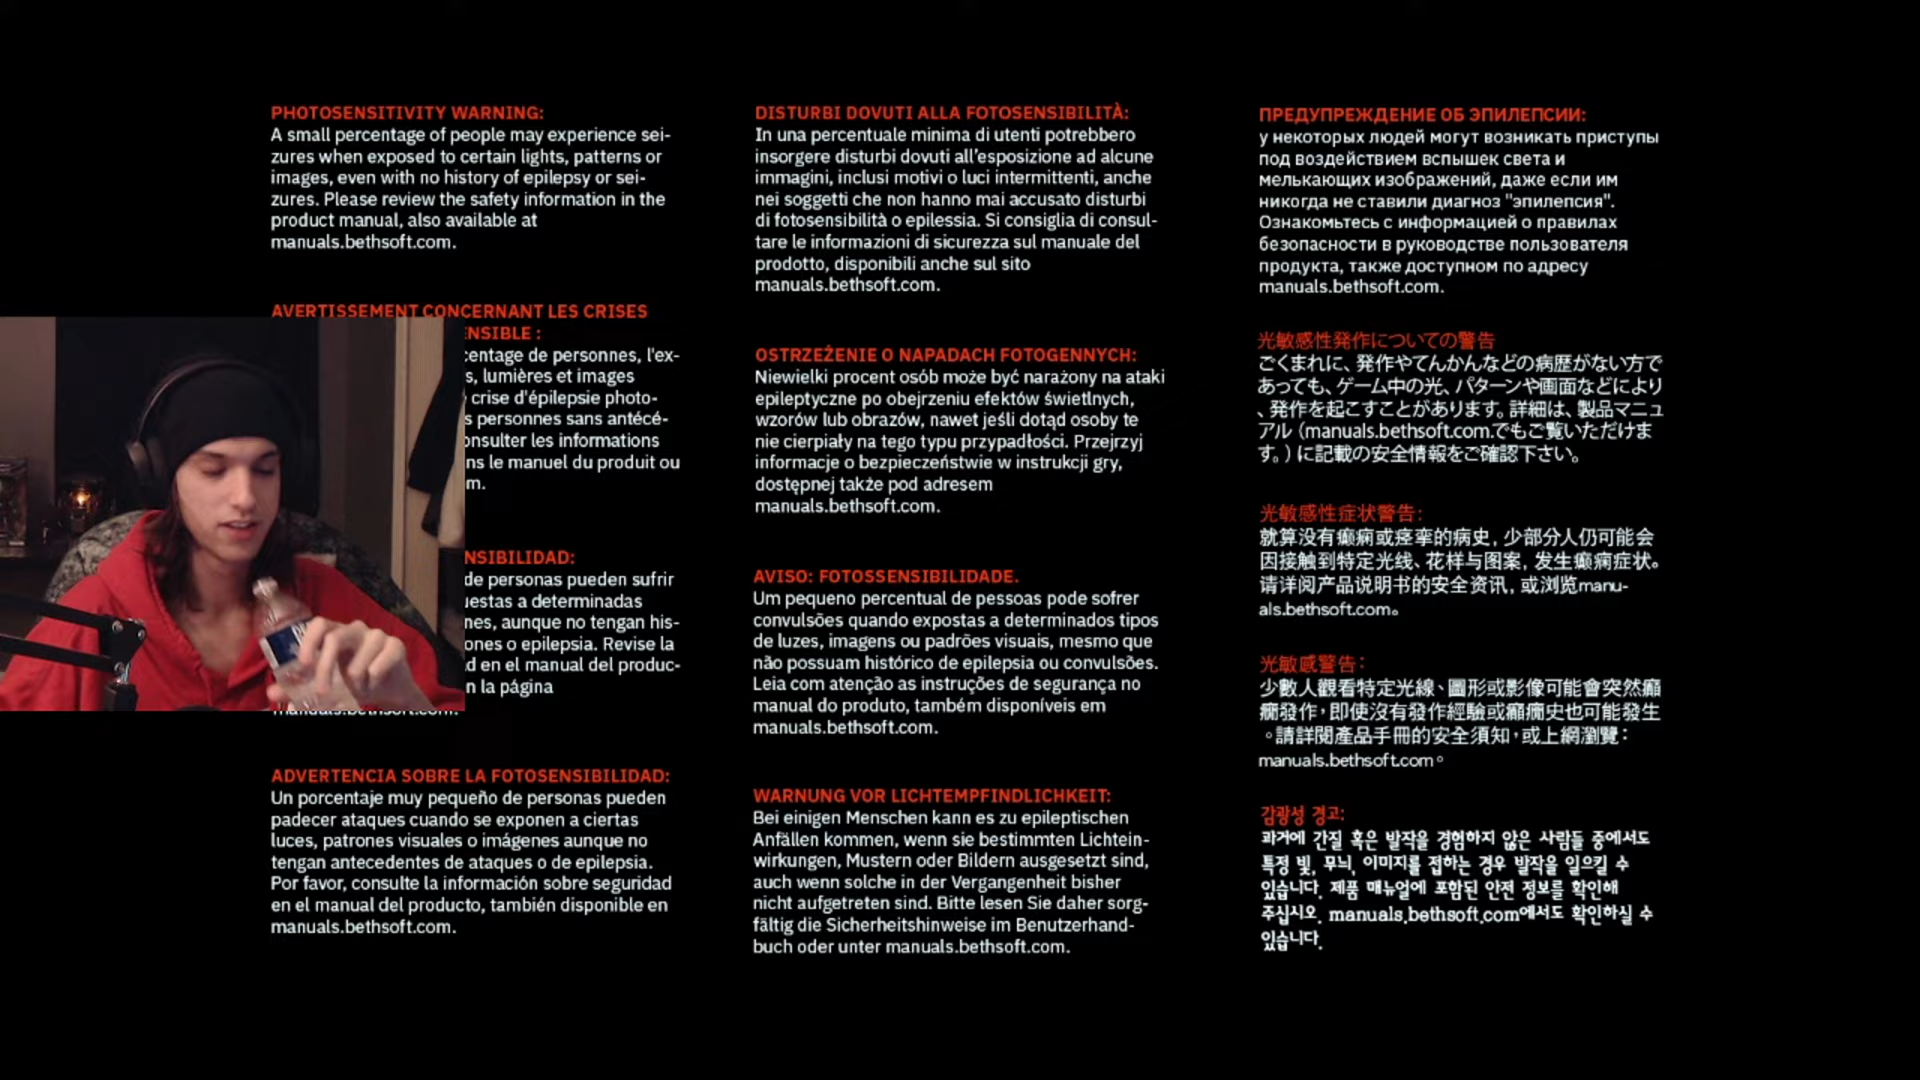 PHOTOSENSITIVITY WARNING:
A small percentage of people may experience sei-
zures when exposed to certain lights, patterns or
images, even with no history of epilepsy or sei-
zures. Please review the safety information in the
product manual, also available at
manuals.bethsoft.com.
AVERTISSEMENT CONCERNANT LES CRISES
ENSIBLE :
centage de personnes, l'ex-
s, lumières et images
crise d'épilepsie photo-
s personnes sans antécé-
onsulter les informations
ns le manuel du produit ou
m.
NSIBILIDAD:
de personas pueden sufrir
uestas a determinadas
nes, aunque no tengan his-
ones o epilepsia. Revise la
d en el manual del produc-
n la página
manuals.bethsoft.com.
ADVERTENCIA SOBRE LA FOTOSENSIBILIDAD:
Un porcentaje muy pequeño de personas pueden
padecer ataques cuando se exponen a ciertas
luces, patrones visuales o imágenes aunque no
tengan antecedentes de ataques o de epilepsia.
Por favor, consulte la información sobre seguridad
en el manual del producto, también disponible en
manuals.bethsoft.com.
DISTURBI DOVUTI ALLA FOTOSENSIBILITÀ:
In una percentuale minima di utenti potrebbero
insorgere disturbi dovuti all'esposizione ad alcune
immagini, inclusi motivi o luci intermittenti, anche
nei soggetti che non hanno mai accusato disturbi
di fotosensibilità o epilessia. Si consiglia di consul-
tare le informazioni di sicurezza sul manuale del
prodotto, disponibili anche sul sito
manuals.bethsoft.com.
OSTRZEŻENIE O NAPADACH FOTOGENNYCH:
Niewielki procent osób może być narażony na ataki
epileptyczne po obejrzeniu efektów świetlnych,
wzorów lub obrazów, nawet jeśli dotąd osoby te
nie cierpiały na tego typu przypadłości. Przejrzyj
informacje o bezpieczeństwie w instrukcji gry,
dostępnej także pod adresem
manuals.bethsoft.com.
AVISO: FOTOSSENSIBILIDADE.
Um pequeno percentual de pessoas pode sofrer
convulsões quando expostas a determinados tipos
de luzes, imagens ou padrões visuais, mesmo que
não possuam histórico de epilepsia ou convulsões.
Leia com atenção as instruções de segurança no
manual do produto, também disponíveis em
manuals.bethsoft.com.
WARNUNG VOR LICHTEMPFINDLICHKEIT:
Bei einigen Menschen kann es zu epileptischen
Anfällen kommen, wenn sie bestimmten Lichtein-
wirkungen, Mustern oder Bildern ausgesetzt sind,
auch wenn solche in der Vergangenheit bisher
nicht aufgetreten sind. Bitte lesen Sie daher sorg-
fältig die Sicherheitshinweise im Benutzerhand-
buch oder unter manuals.bethsoft.com.
ПРЕДУПРЕЖДЕНИЕ ОБ ЭПИЛЕПСИИ:
у некоторых людей могут возникать приступы
под воздействием вспышек света и
мелькающих изображений, даже если им
никогда не ставили диагноз "эпилепсия".
Ознакомьтесь с информацией о правилах
безопасности в руководстве пользователя
продукта, также доступном по адресу
manuals.bethsoft.com.
光敏感性発作についての警告
ごくまれに、発作やてんかんなどの病歴がない方で
あっても、ゲーム中の光、パターンや画面などにより
、発作を起こすことがあります。詳細は、製品マニュ
アル（manuals.bethsoft.com.でもご覧いただけま
す。）に記載の安全情報をご確認下さい。
光敏感性症状警告：
就算没有癫痫或痉挛的病史，少部分人仍可能会
因接触到特定光线、花样与图案，发生癫痫症状。
请详阅产品说明书的安全资讯，或浏览manu-
als.bethsoft.com。
光敏感警告：
少數人觀看特定光線、圖形或影像可能會突然癲
癇發作，即使沒有發作經驗或癲癇史也可能發生
。請詳閱產品手冊的安全須知，或上網瀏覽：
manuals.bethsoft.com。
감광성 경고:
과거에 간질 혹은 발작을 경험하지 않은 사람들 중에서도
특정 빛, 무늬, 이미지를 접하는 경우 발작을 일으킬 수
있습니다. 제품 매뉴얼에 포함된 안전 정보를 확인해
주십시오. manuals.bethsoft.com에서도 확인하실 수
있습니다.